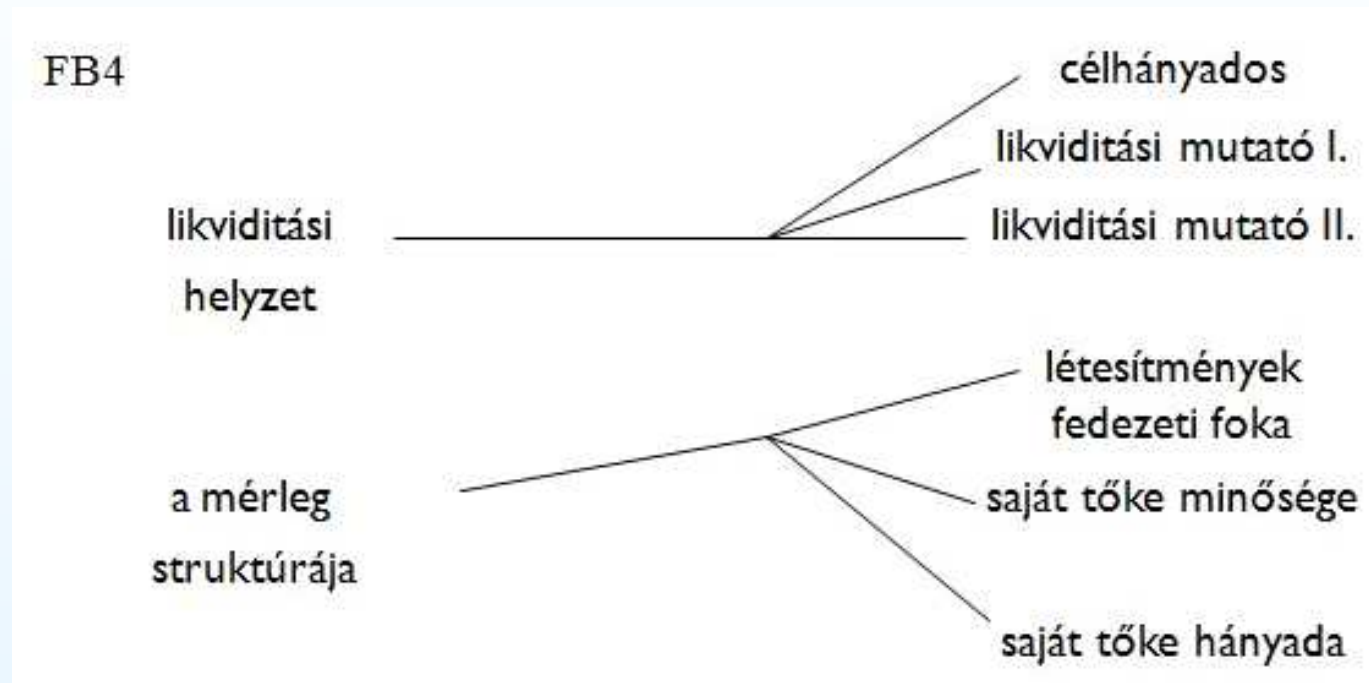 FB4
célhányados
likviditási mutató I.
likviditási mutató II.
likviditási
helyzet
létesítmények
fedezeti foka
saját tőke minősége
saját tőke hányada
a mérleg
struktúrája